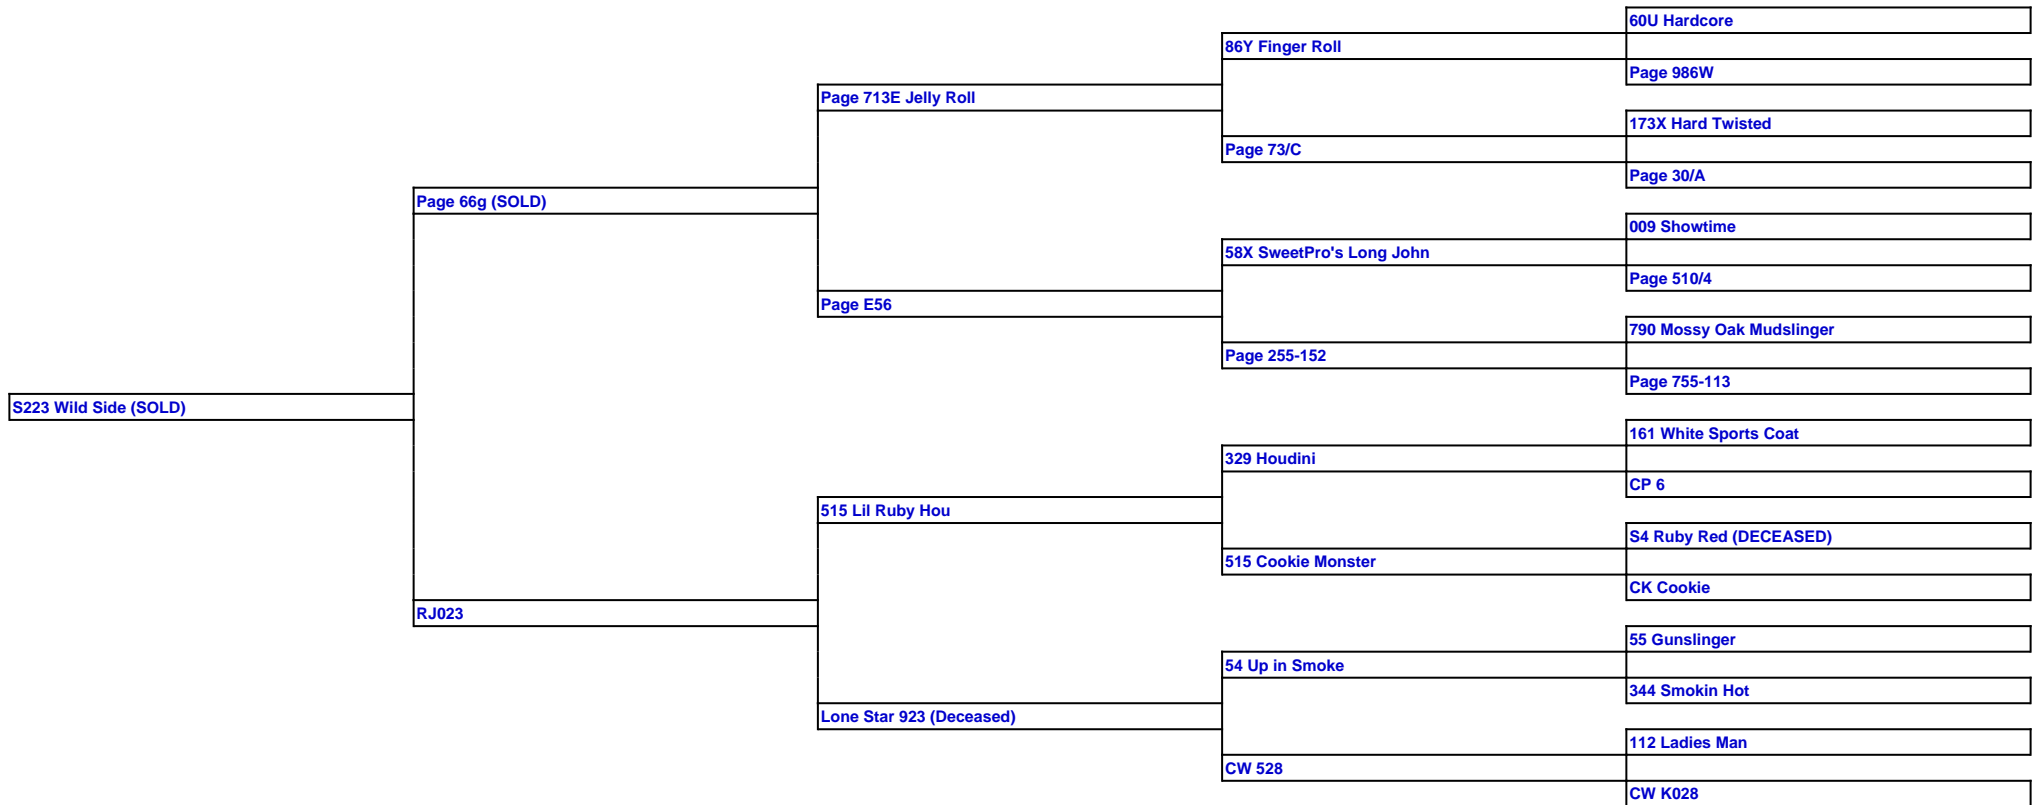 60U Hardcore
86Y Finger Roll
Page 986W
Page 713E Jelly Roll
173X Hard Twisted
Page 73/C
Page 30/A
Page 66g (SOLD)
009 Showtime
58X SweetPro's Long John
Page 510/4
Page E56
790 Mossy Oak Mudslinger
Page 255-152
Page 755-113
S223 Wild Side (SOLD)
161 White Sports Coat
329 Houdini
CP 6
515 Lil Ruby Hou
S4 Ruby Red (DECEASED)
515 Cookie Monster
CK Cookie
RJ023
55 Gunslinger
54 Up in Smoke
344 Smokin Hot
Lone Star 923 (Deceased)
112 Ladies Man
CW 528
CW K028